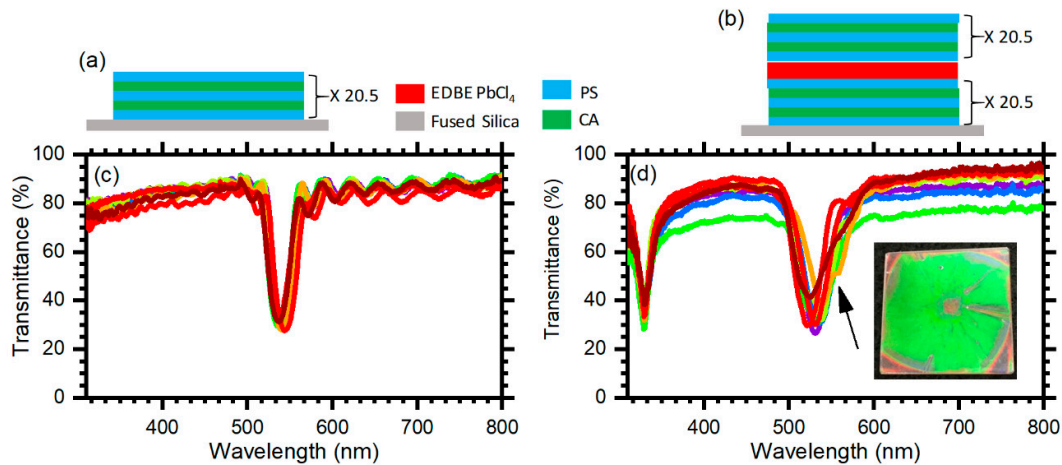 (a)
X 20.5
EDBE PbCl₄
Fused Silica
PS
CA
(b)
X 20.5
X 20.5
(c)
Transmittance (%)
100
80
60
40
20
0
400
500
600
700
800
Wavelength (nm)
(d)
Transmittance (%)
100
80
60
40
20
0
400
500
600
700
800
Wavelength (nm)